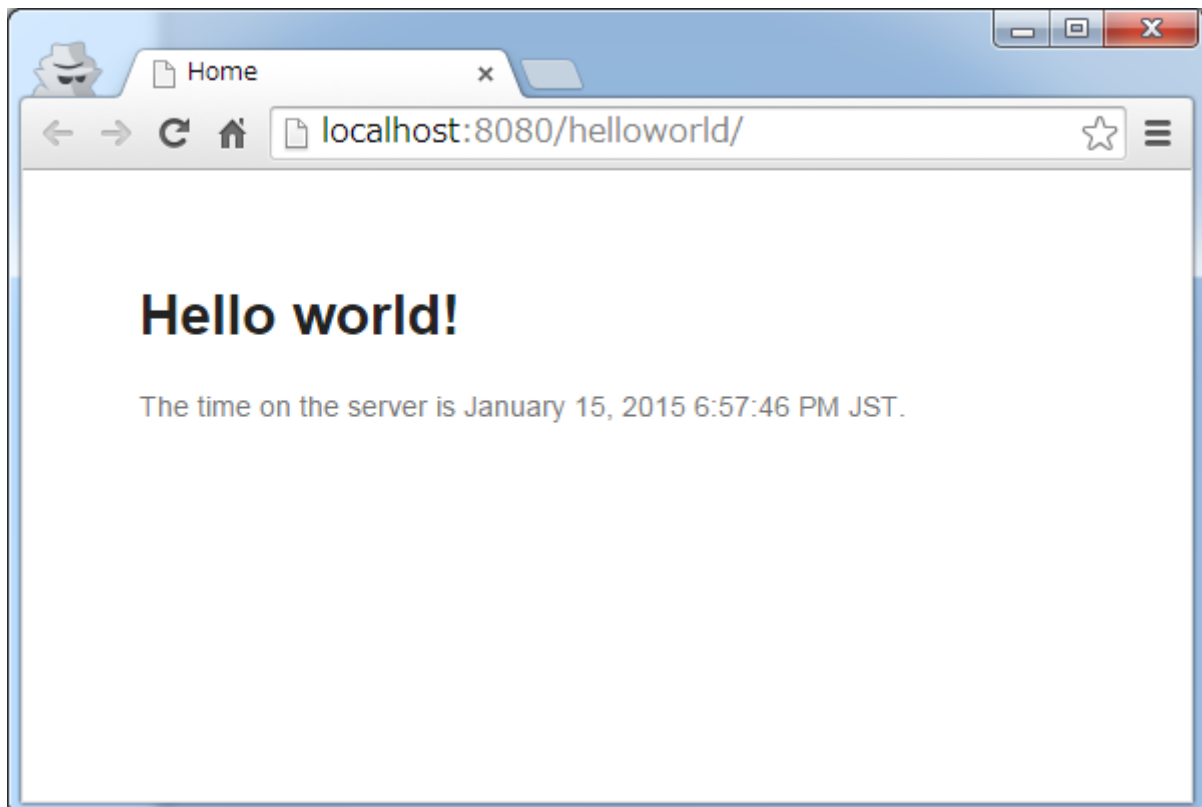 Home
localhost:8080/helloworld/
Hello world!
The time on the server is January 15, 2015 6:57:46 PM JST.